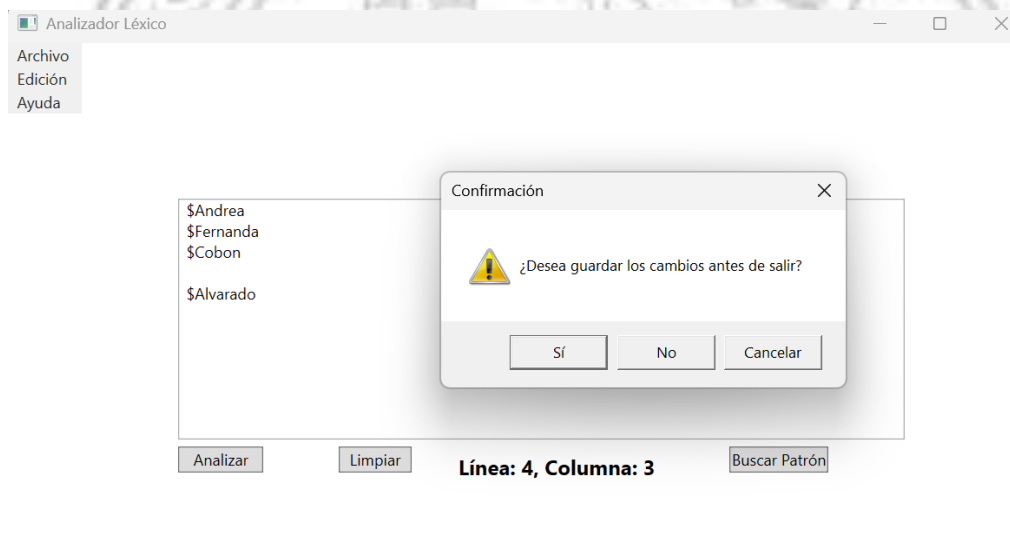 Analizador Léxico
Archivo
Edición
Ayuda
$Andrea
$Fernanda
$Cobon
$Alvarado
Confirmación
¿Desea guardar los cambios antes de salir?
Sí No Cancelar
Analizar Limpiar Línea: 4, Columna: 3 Buscar Patrón